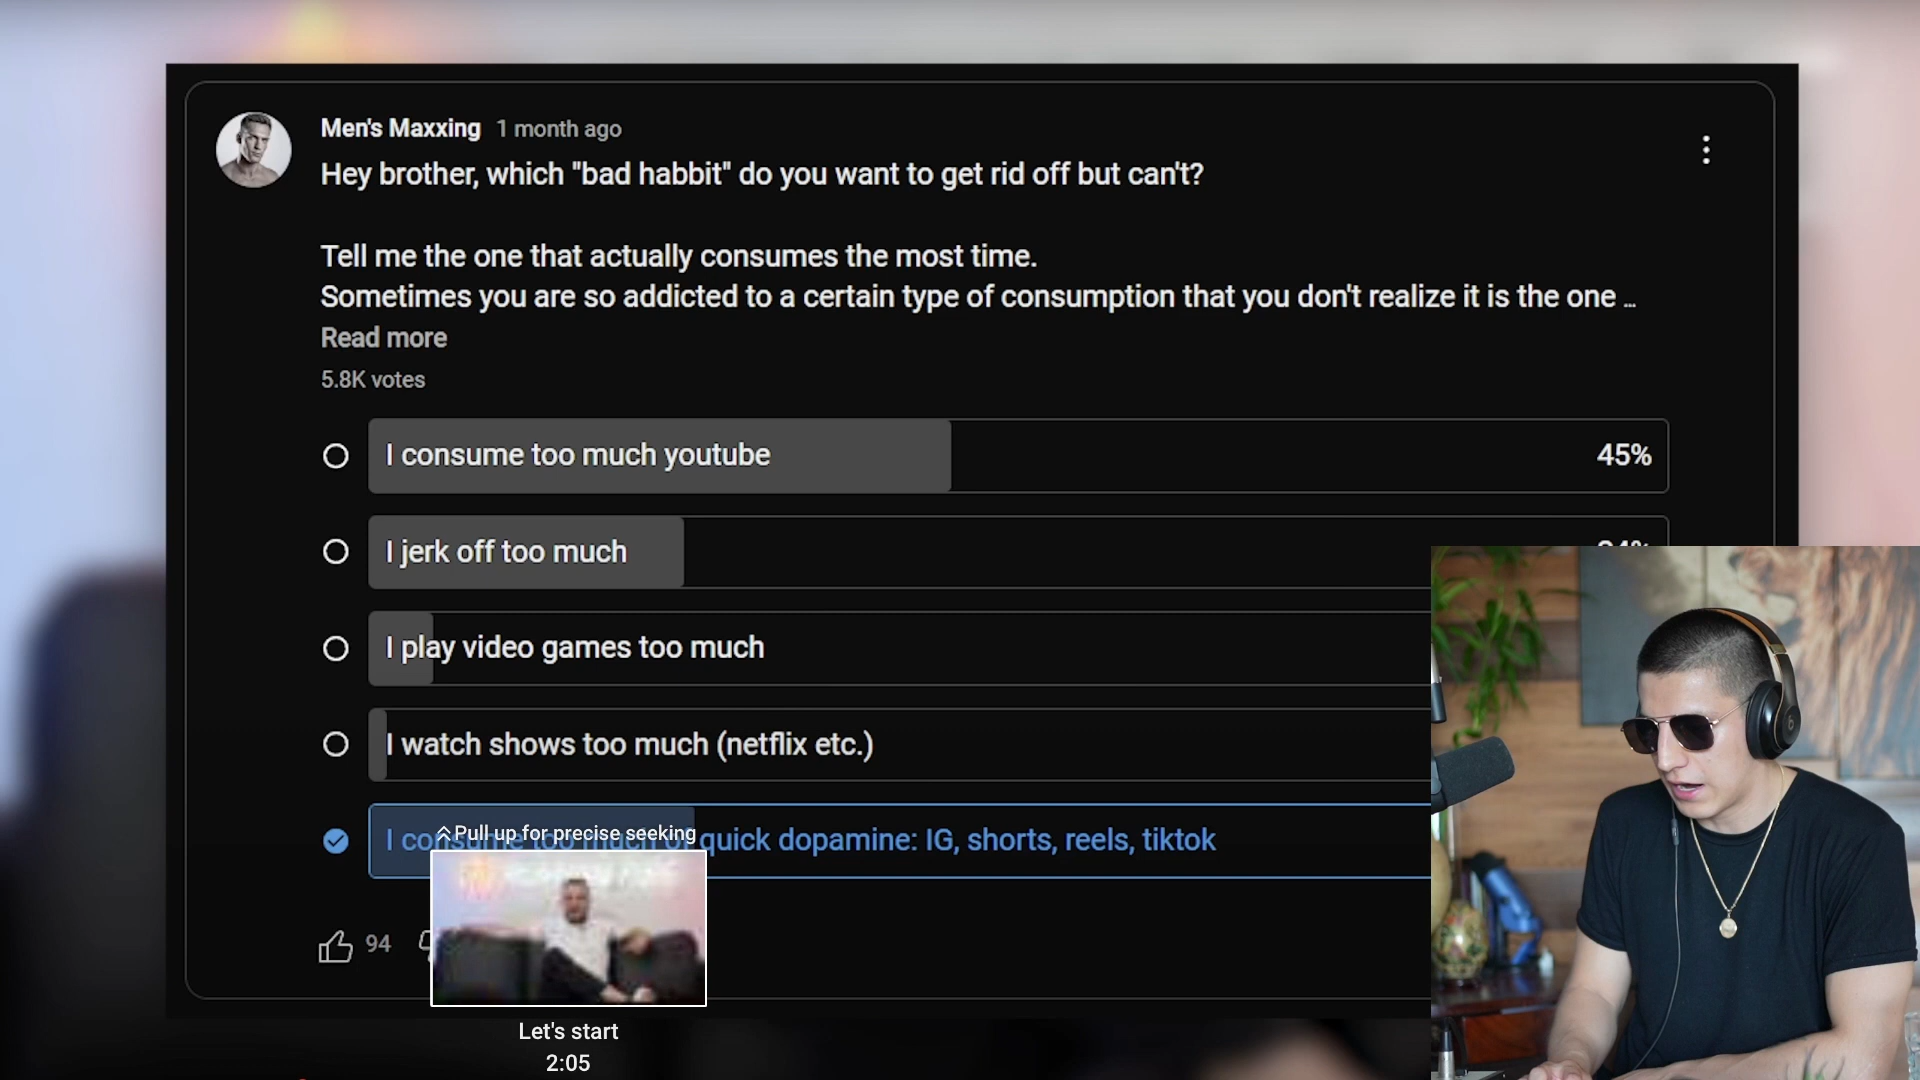 Men's Maxxing 1 month ago
Hey brother, which "bad habbit" do you want to get rid off but can't?
Tell me the one that actually consumes the most time.
Sometimes you are so addicted to a certain type of consumption that you don't realize it is the one ...
Read more
5.8K votes
I consume too much youtube 45%
I jerk off too much
I play video games too much
I watch shows too much (netflix etc.)
I consume too much of quick dopamine: IG, shorts, reels, tiktok
Pull up for precise seeking
94
Let's start
2:05